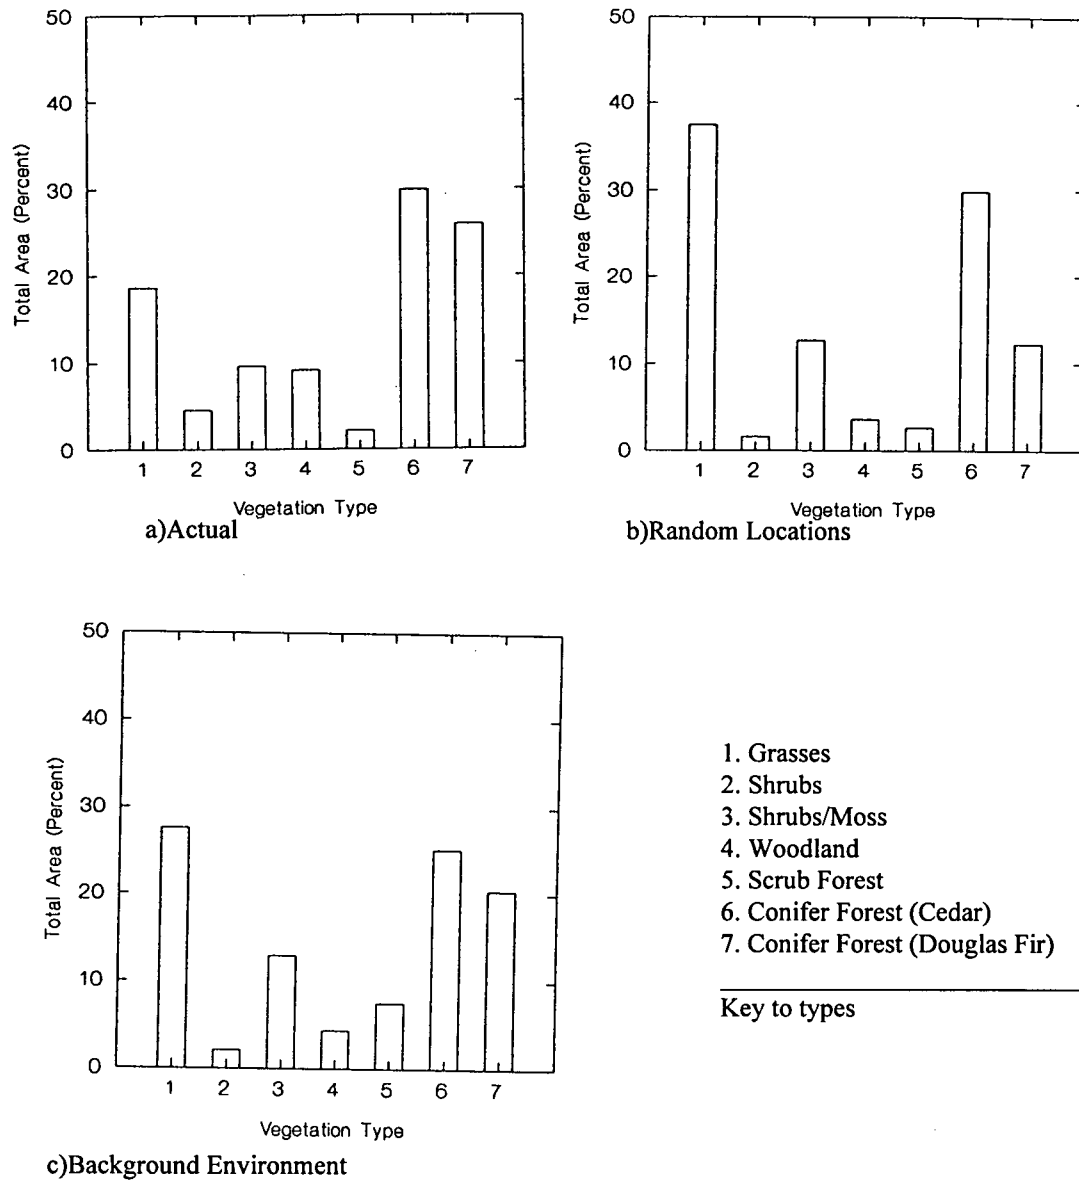 50
40
30
20
10
0
Total Area (Percent)
1 2 3 4 5 6 7
Vegetation Type
a)Actual
50
40
30
20
10
0
Total Area (Percent)
1 2 3 4 5 6 7
Vegetation Type
b)Random Locations
50
40
30
20
10
0
Total Area (Percent)
1 2 3 4 5 6 7
Vegetation Type
c)Background Environment
1. Grasses
2. Shrubs
3. Shrubs/Moss
4. Woodland
5. Scrub Forest
6. Conifer Forest (Cedar)
7. Conifer Forest (Douglas Fir)
Key to types